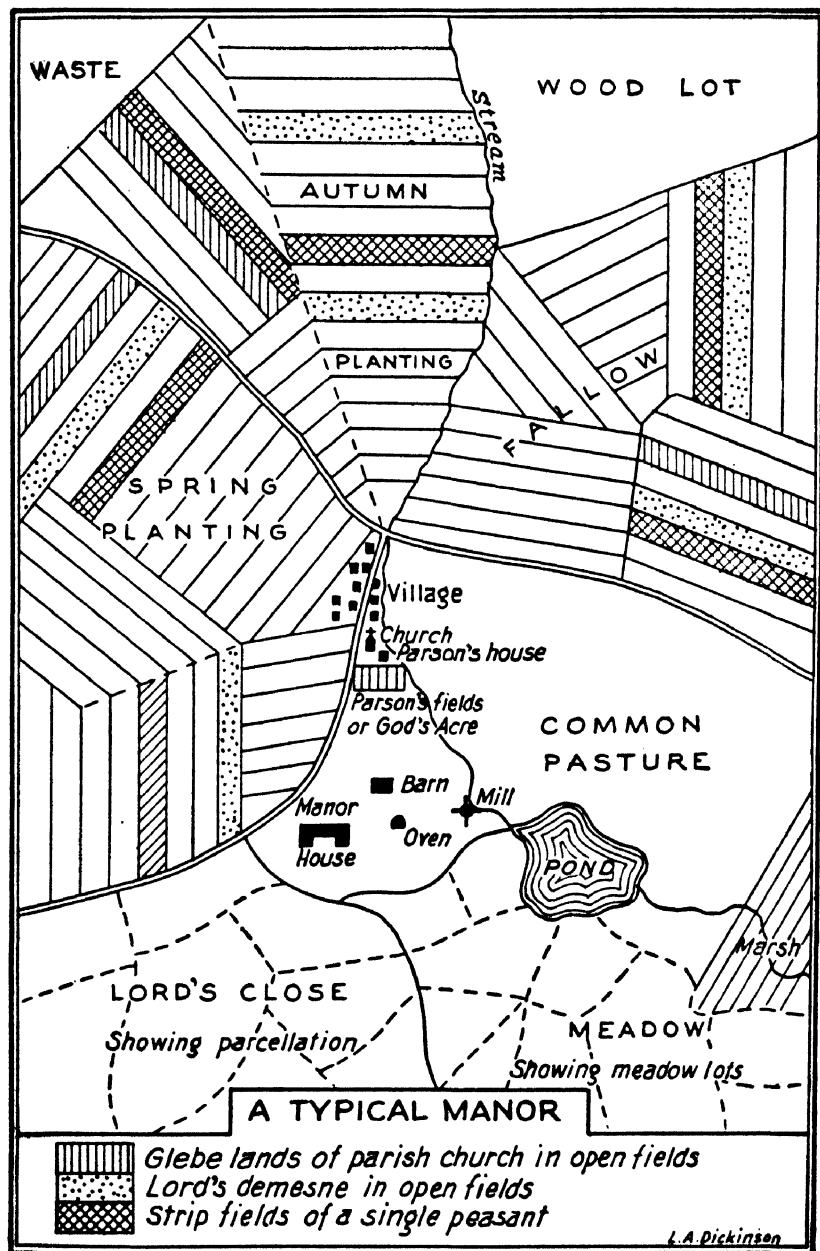 WASTE
WOOD LOT
Stream
AUTUMN
PLANTING
FALLOW
SPRING
PLANTING
Village
Church
Parson's house
Parson's fields
or God's Acre
COMMON
PASTURE
Barn
Mill
Manor
House
Oven
POND
Marsh
LORD'S CLOSE
Showing parcellation
MEADOW
Showing meadow lots
A TYPICAL MANOR
Glebe lands of parish church in open fields
Lord's demesne in open fields
Strip fields of a single peasant
L.A. Dickinson